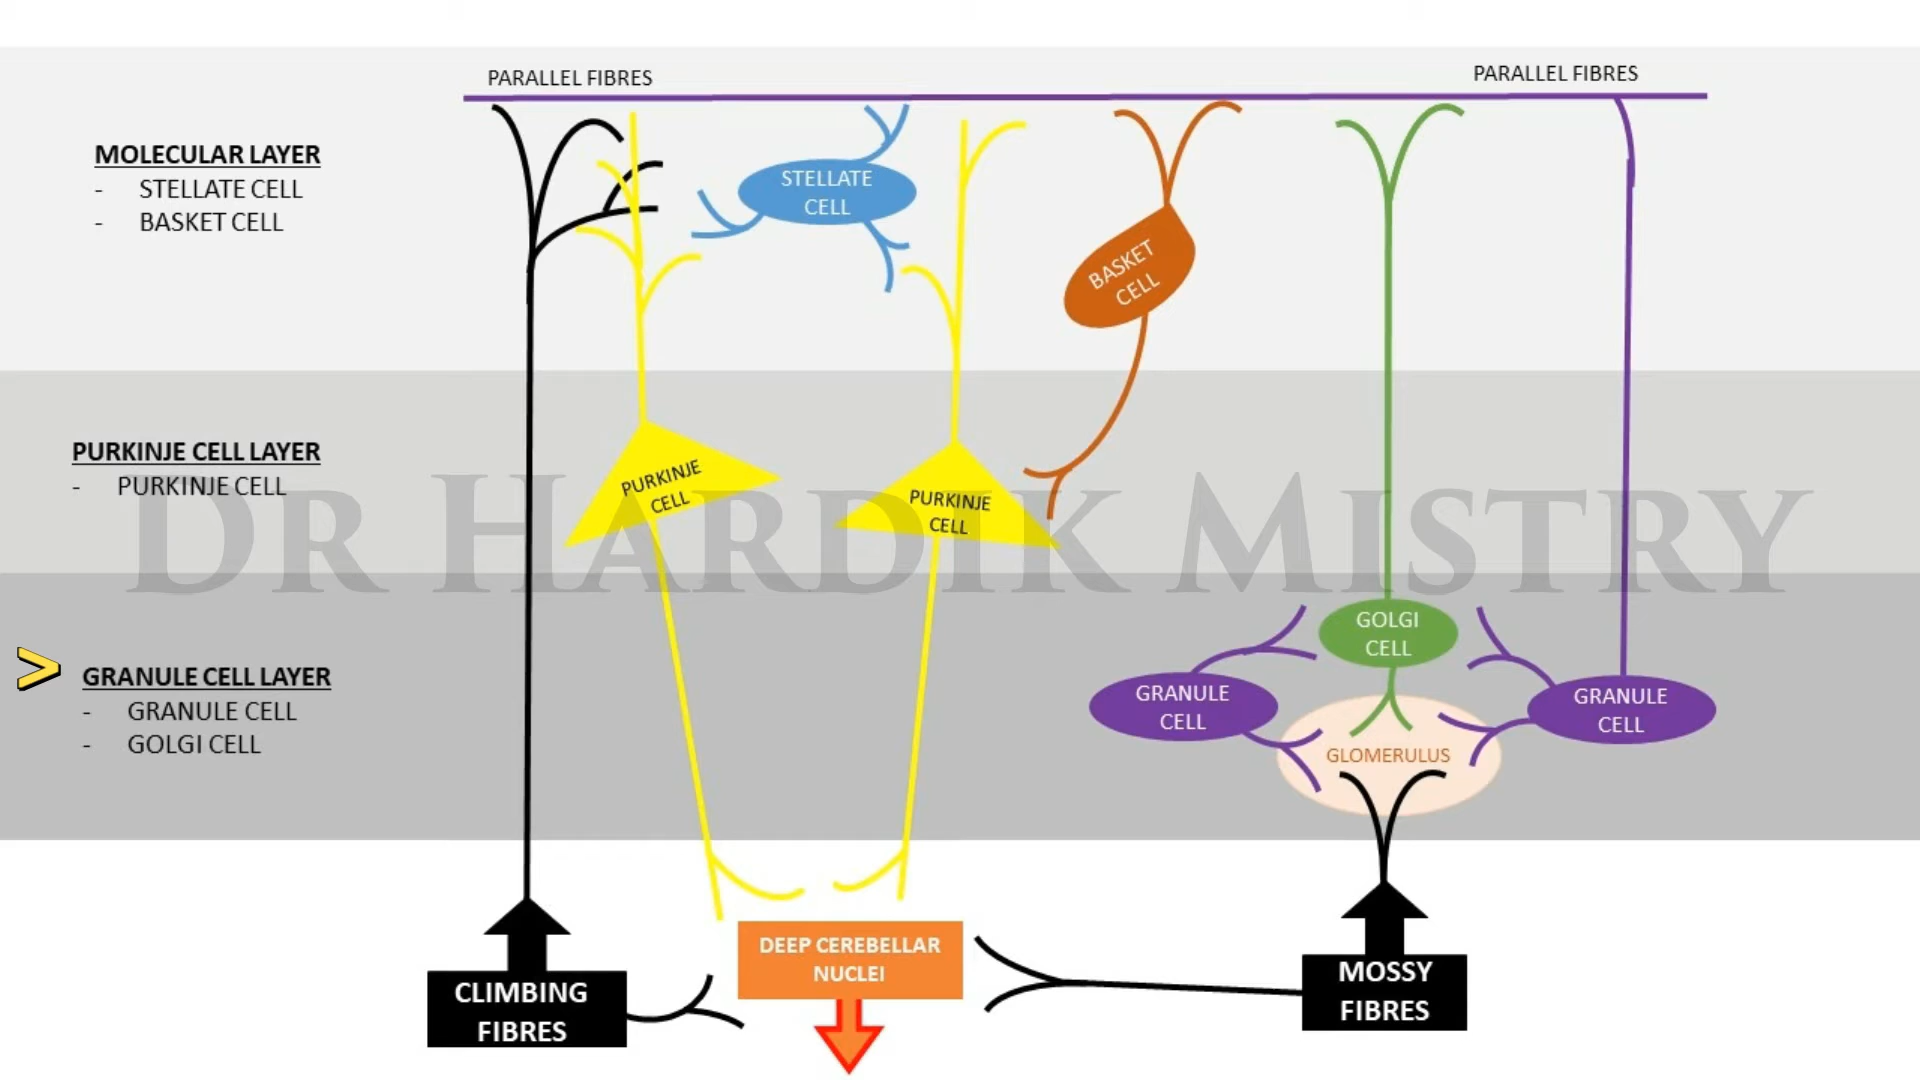 PARALLEL FIBRES
PARALLEL FIBRES
MOLECULAR LAYER
- STELLATE CELL
- BASKET CELL
STELLATE
CELL
BASKET
CELL
PURKINJE CELL LAYER
- PURKINJE CELL
PURKINJE
CELL
PURKINJE
CELL
DR HARDIK MISTRY
> GRANULE CELL LAYER
- GRANULE CELL
- GOLGI CELL
GOLGI
CELL
GRANULE
CELL
GRANULE
CELL
GLOMERULUS
DEEP CEREBELLAR
NUCLEI
CLIMBING
FIBRES
MOSSY
FIBRES